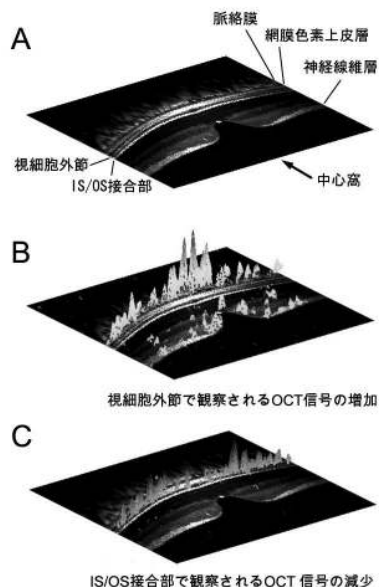 A
脈絡膜
網膜色素上皮層
神経線維層
視細胞外節
IS/OS接合部
中心窩
B
視細胞外節で観察されるOCT信号の増加
C
IS/OS接合部で観察されるOCT 信号の減少